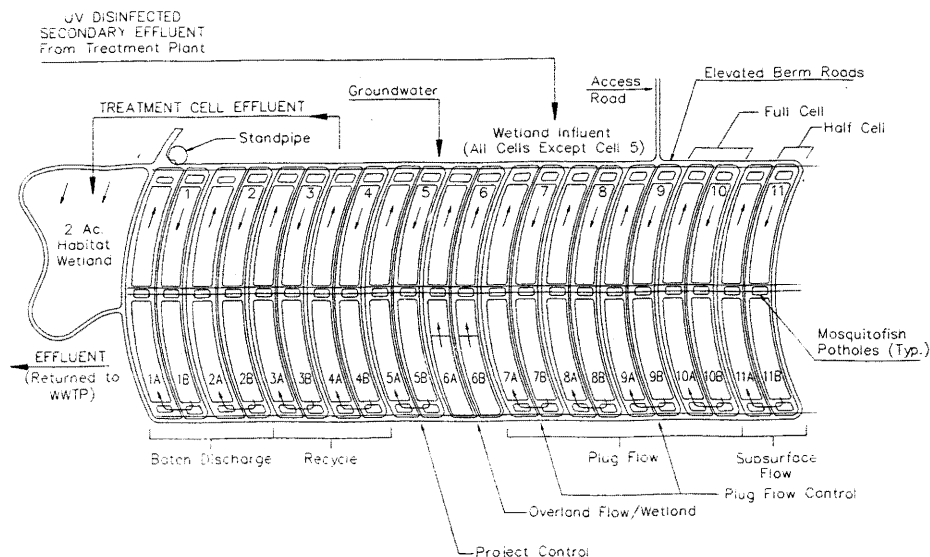 UV DISINFECTED
SECONDARY EFFLUENT
From Treatment Plant
TREATMENT CELL EFFLUENT
Standpipe
Groundwater
Wetland Influent
(All Cells Except Cell 5)
Access
Road
Elevated Berm Roads
Full Cell
Half Cell
1 2 3 4 5 6 7 8 9 10 11
2 Ac.
Habitat
Wetland
Mosquitofish
Potholes (Typ.)
EFFLUENT
(Returned to
WWTP)
1A 1B 2A 2B 3A 3B 4A 4B 5A 5B 6A 6B 7A 7B 8A 8B 9A 9B 10A 10B 11A 11B
Batch Discharge
Recycle
Plug Flow
Subsurface
Flow
Plug Flow Control
Overland Flow/Wetland
Project Control